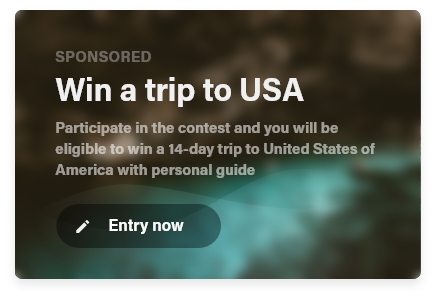 SPONSORED
Win a trip to USA
Participate in the contest and you will be
eligible to win a 14-day trip to United States of
America with personal guide
Entry now